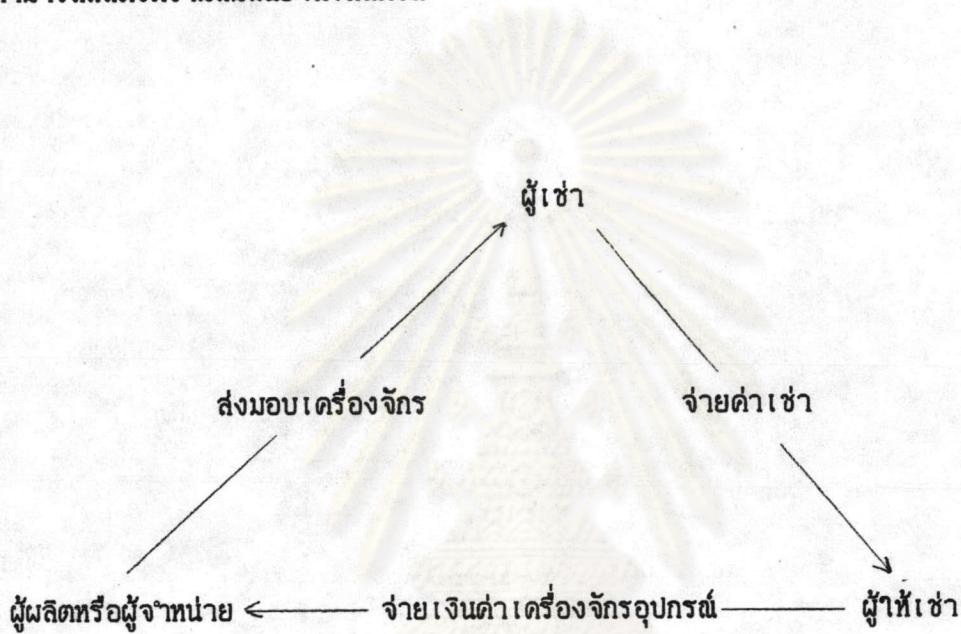 ผู้เช่า
ส่งมอบเครื่องจักร จ่ายค่าเช่า
ผู้ผลิตหรือผู้จำหน่าย จ่ายเงินค่าเครื่องจักรอุปกรณ์ ผู้ให้เช่า